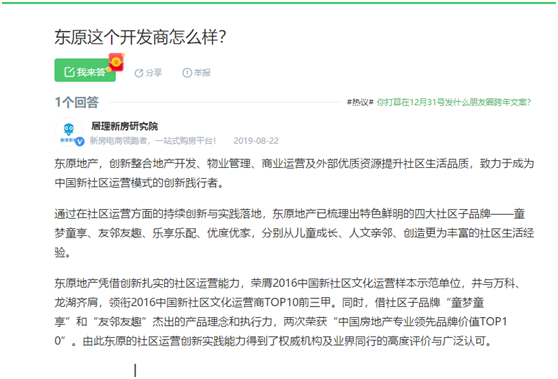 东原这个开发商怎么样？
我来答
分享
举报
1个回答
#热议# 你打算在12月31号发什么朋友圈跨年文案？
居理新房研究院
新房电商领跑者，一站式购房平台！ 2019-08-22
东原地产，创新整合地产开发、物业管理、商业运营及外部优质资源提升社区生活品质，致力于成为
中国新社区运营模式的创新践行者。
通过在社区运营方面的持续创新与实践落地，东原地产已梳理出特色鲜明的四大社区子品牌——童
梦童享、友邻友趣、乐享乐配、优度优家，分别从儿童成长、人文亲邻、创造更为丰富的社区生活经
验。
东原地产凭借创新扎实的社区运营能力，荣膺2016中国新社区文化运营样本示范单位，并与万科、
龙湖齐肩，领衔2016中国新社区文化运营商TOP10前三甲。同时，借社区子品牌“童梦童
享”和“友邻友趣”杰出的产品理念和执行力，两次荣获“中国房地产专业领先品牌价值TOP1
0”。由此东原的社区运营创新实践能力得到了权威机构及业界同行的高度评价与广泛认可。